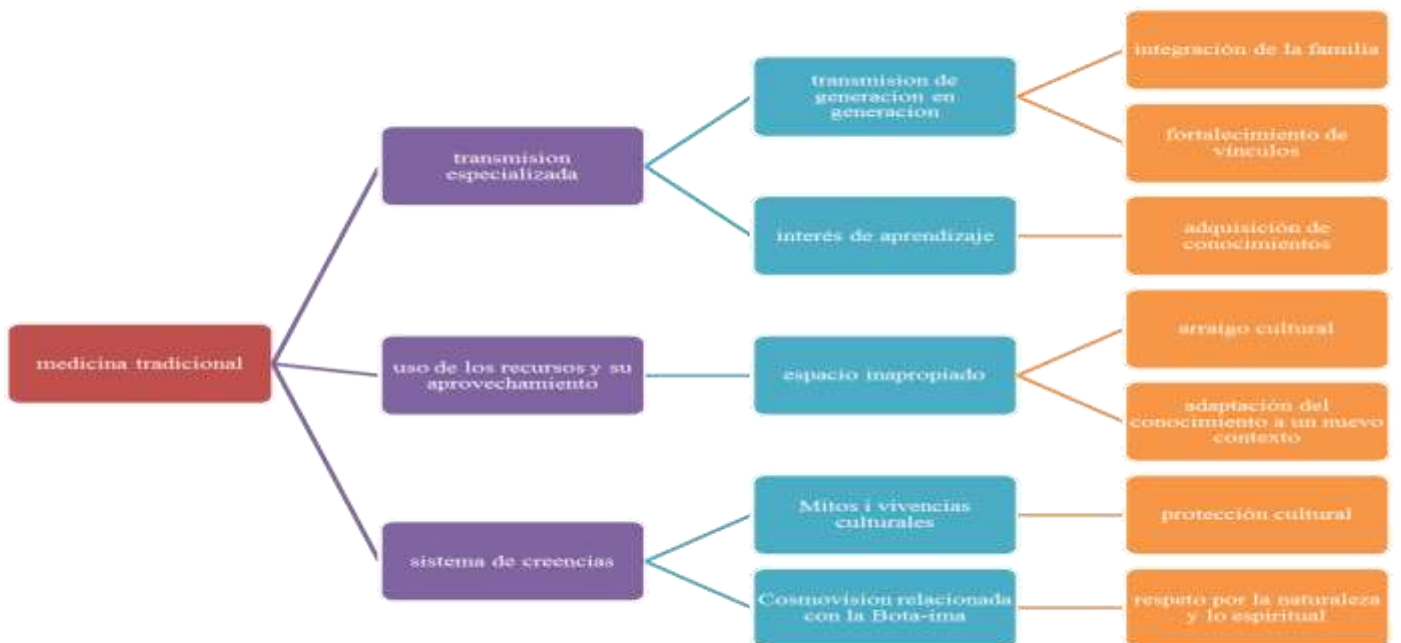 medicina tradicional
transmision
especializada
uso de los recursos y su
aprovechamiento
sistema de creencias
transmision de
generacion en
generacion
interés de aprendizaje
espacio inapropiado
Mitos i vivencias
culturales
Cosmovision relacionada
con la Bota-ima
integración de la familia
fortalecimiento de
vínculos
adquisición de
conocimientos
arraigo cultural
adaptación del
conocimiento a un nuevo
contexto
protección cultural
respeto por la naturaleza
y lo espiritual